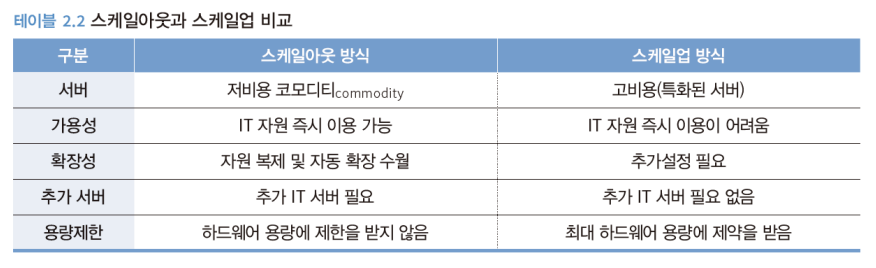 테이블 2.2 스케일아웃과 스케일업 비교
구분 스케일아웃 방식 스케일업 방식
서버 저비용 코모디티commodity 고비용(특화된 서버)
가용성 IT 자원 즉시 이용 가능 IT 자원 즉시 이용이 어려움
확장성 자원 복제 및 자동 확장 수월 추가설정 필요
추가 서버 추가 IT 서버 필요 추가 IT 서버 필요 없음
용량제한 하드웨어 용량에 제한을 받지 않음 최대 하드웨어 용량에 제약을 받음